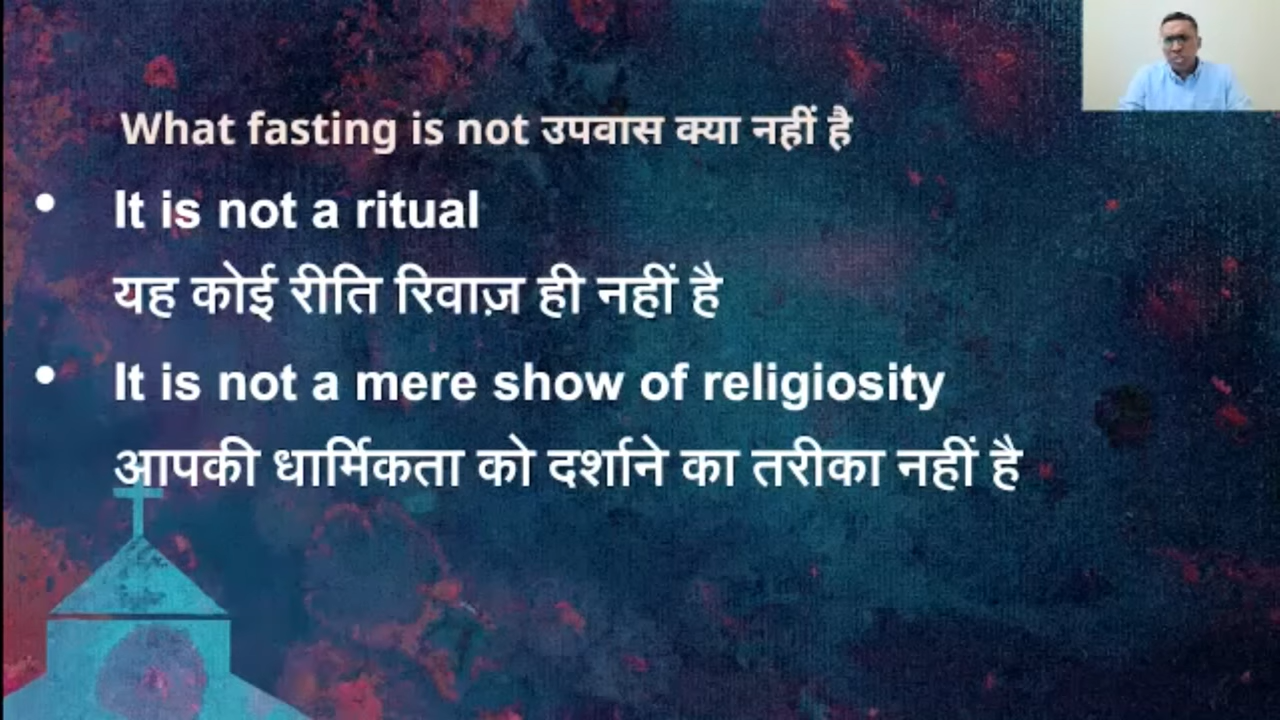 What fasting is not उपवास क्या नहीं है
• It is not a ritual
यह कोई रीति रिवाज़ ही नहीं है
• It is not a mere show of religiosity
आपकी धार्मिकता को दर्शाने का तरीका नहीं है